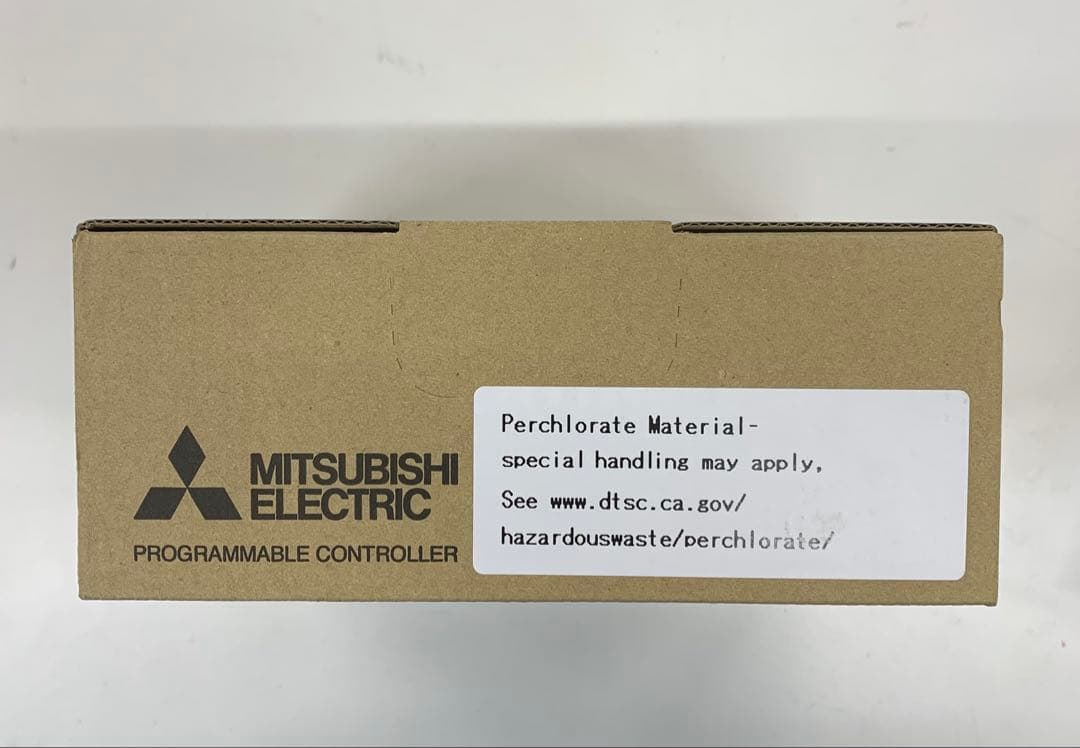 MITSUBISHI
ELECTRIC
PROGRAMMABLE CONTROLLER
Perchlorate Material-
special handling may apply,
See www.dtsc.ca.gov/
hazardouswaste/perchlorate/